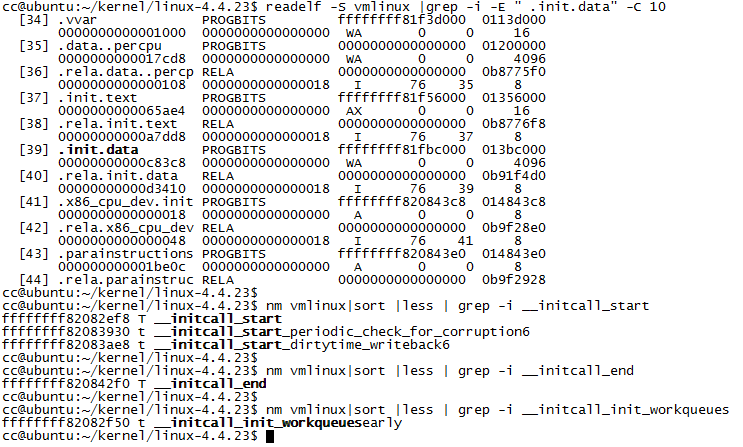 cc@ubuntu:~/kernel/linux-4.4.23$ readelf -S vmlinux |grep -i -E " .init.data" -C 10
[34] .vvar PROGBITS ffffffff81f3d000 0113d000
0000000000001000 0000000000000000 WA 0 0 16
[35] .data..percpu PROGBITS 0000000000000000 01200000
0000000000017cd8 0000000000000000 WA 0 0 4096
[36] .rela.data..percp RELA 0000000000000000 0b8775f0
0000000000000108 0000000000000018 I 76 35 8
[37] .init.text PROGBITS ffffffff81f56000 01356000
0000000000065ae4 0000000000000000 AX 0 0 16
[38] .rela.init.text RELA 0000000000000000 0b8776f8
00000000000a7dd8 0000000000000018 I 76 37 8
[39] .init.data PROGBITS ffffffff81fbc000 013bc000
00000000000c83c8 0000000000000000 WA 0 0 4096
[40] .rela.init.data RELA 0000000000000000 0b91f4d0
00000000000d3410 0000000000000018 I 76 39 8
[41] .x86_cpu_dev.init PROGBITS ffffffff820843c8 014843c8
0000000000000018 0000000000000000 A 0 0 8
[42] .rela.x86_cpu_dev RELA 0000000000000000 0b9f28e0
0000000000000048 0000000000000018 I 76 41 8
[43] .parainstructions PROGBITS ffffffff820843e0 014843e0
000000000001be0c 0000000000000000 A 0 0 8
[44] .rela.parainstruc RELA 0000000000000000 0b9f2928
cc@ubuntu:~/kernel/linux-4.4.23$
cc@ubuntu:~/kernel/linux-4.4.23$ nm vmlinux|sort |less | grep -i __initcall_start
ffffffff82082ef8 T __initcall_start
ffffffff82083930 t __initcall_start_periodic_check_for_corruption6
ffffffff82083ae8 t __initcall_start_dirtytime_writeback6
cc@ubuntu:~/kernel/linux-4.4.23$
cc@ubuntu:~/kernel/linux-4.4.23$ nm vmlinux|sort |less | grep -i __initcall_end
ffffffff820842f0 T __initcall_end
cc@ubuntu:~/kernel/linux-4.4.23$
cc@ubuntu:~/kernel/linux-4.4.23$ nm vmlinux|sort |less | grep -i __initcall_init_workqueues
ffffffff82082f50 t __initcall_init_workqueuesearly
cc@ubuntu:~/kernel/linux-4.4.23$